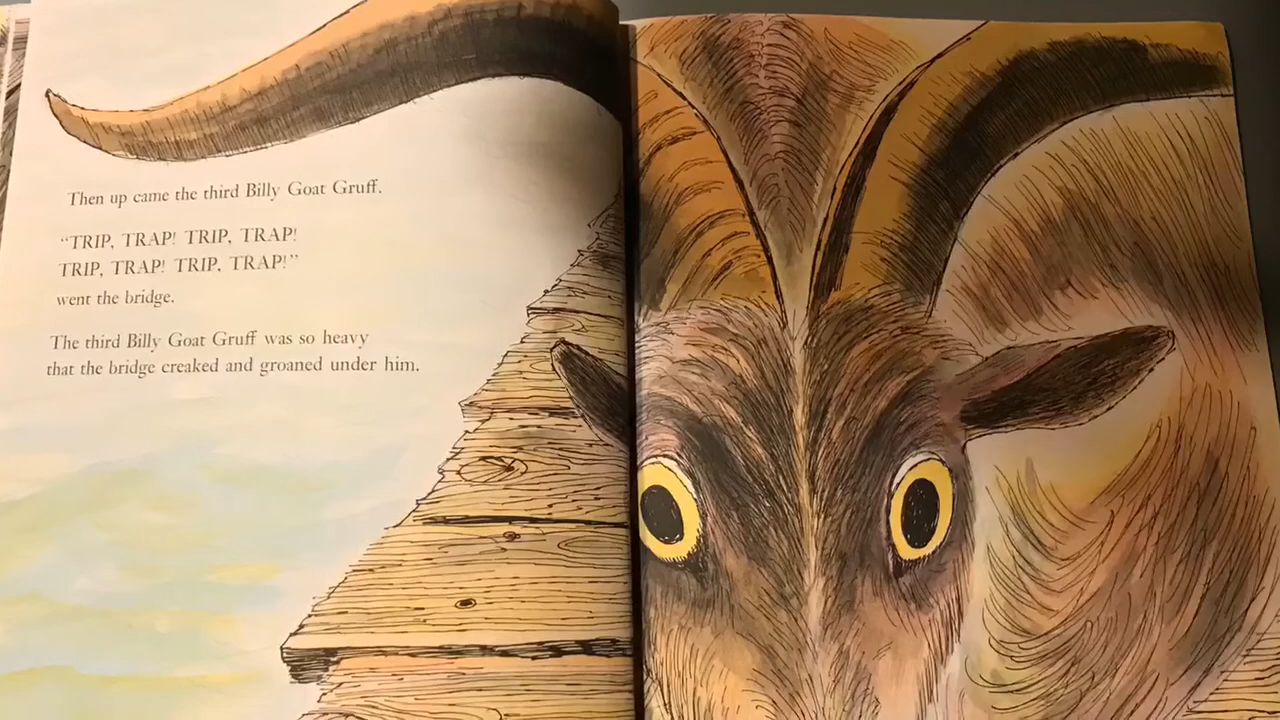 Then up came the third Billy Goat Gruff.
“TRIP, TRAP! TRIP, TRAP!
TRIP, TRAP! TRIP, TRAP!”
went the bridge.
The third Billy Goat Gruff was so heavy
that the bridge creaked and groaned under him.